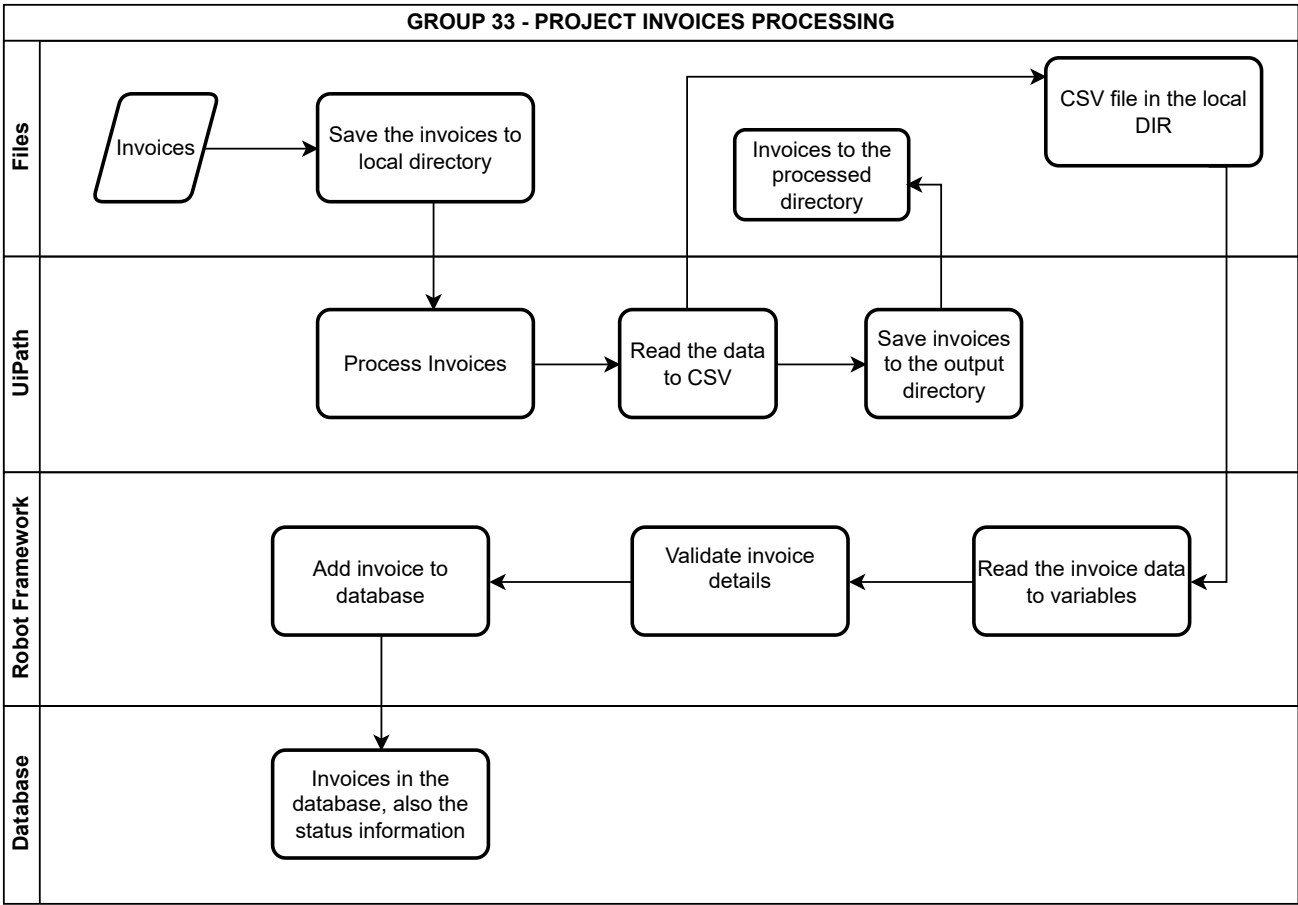 GROUP 33 - PROJECT INVOICES PROCESSING
Files
Invoices
Save the invoices to
local directory
Invoices to the
processed
directory
CSV file in the local
DIR
UiPath
Process Invoices
Read the data
to CSV
Save invoices
to the output
directory
Robot Framework
Add invoice to
database
Validate invoice
details
Read the invoice data
to variables
Database
Invoices in the
database, also the
status information